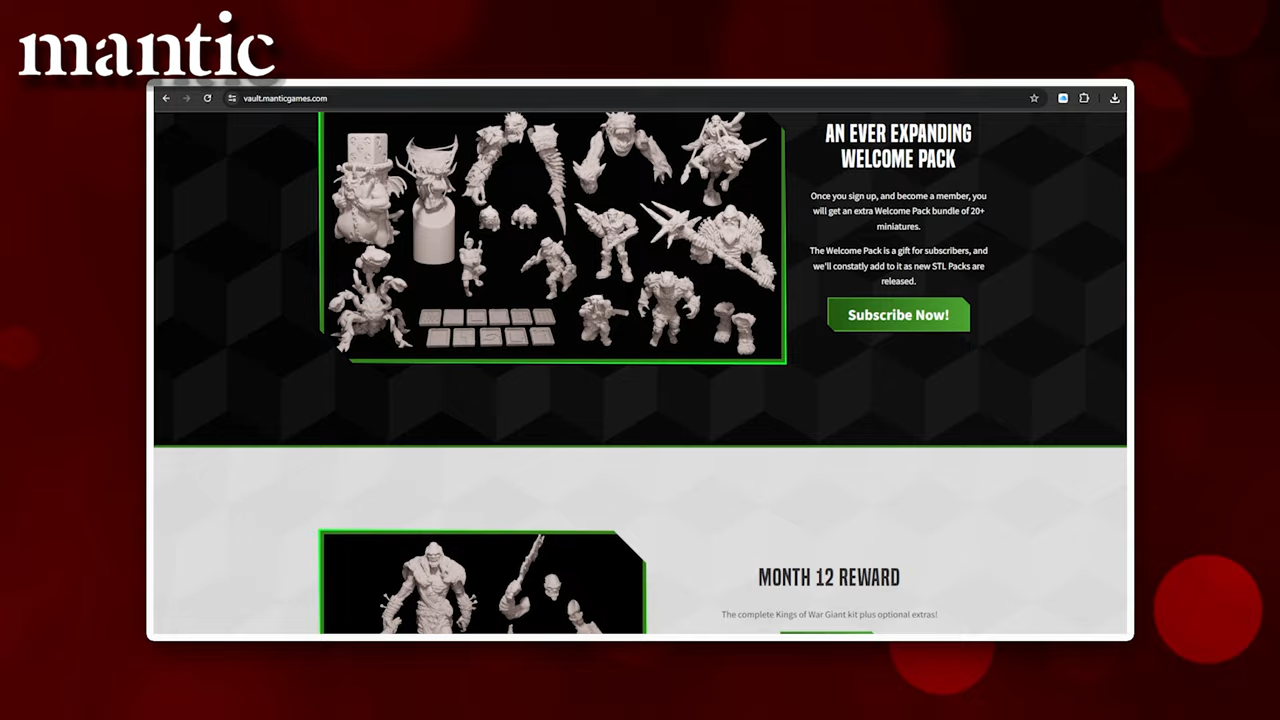 mantic
vault.manticgames.com
AN EVER EXPANDING
WELCOME PACK
Once you sign up, and become a member, you
will get an extra Welcome Pack bundle of 20+
miniatures.
The Welcome Pack is a gift for subscribers, and
we'll constatly add to it as new STL Packs are
released.
Subscribe Now!
MONTH 12 REWARD
The complete Kings of War Giant kit plus optional extras!